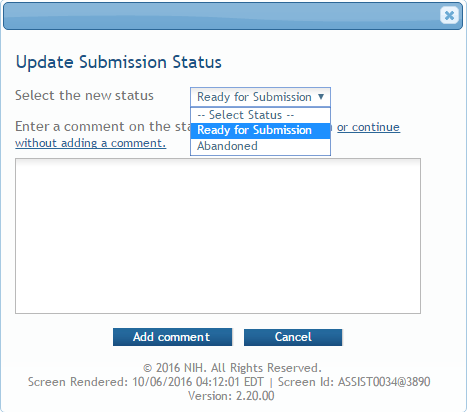 Update Submission Status
Select the new status
Ready for Submission
-- Select Status --
Ready for Submission
Abandoned
Enter a comment on the sta or continue
without adding a comment.
Add comment
Cancel
© 2016 NIH. All Rights Reserved.
Screen Rendered: 10/06/2016 04:12:01 EDT | Screen Id: ASSIST0034@3890
Version: 2.20.00